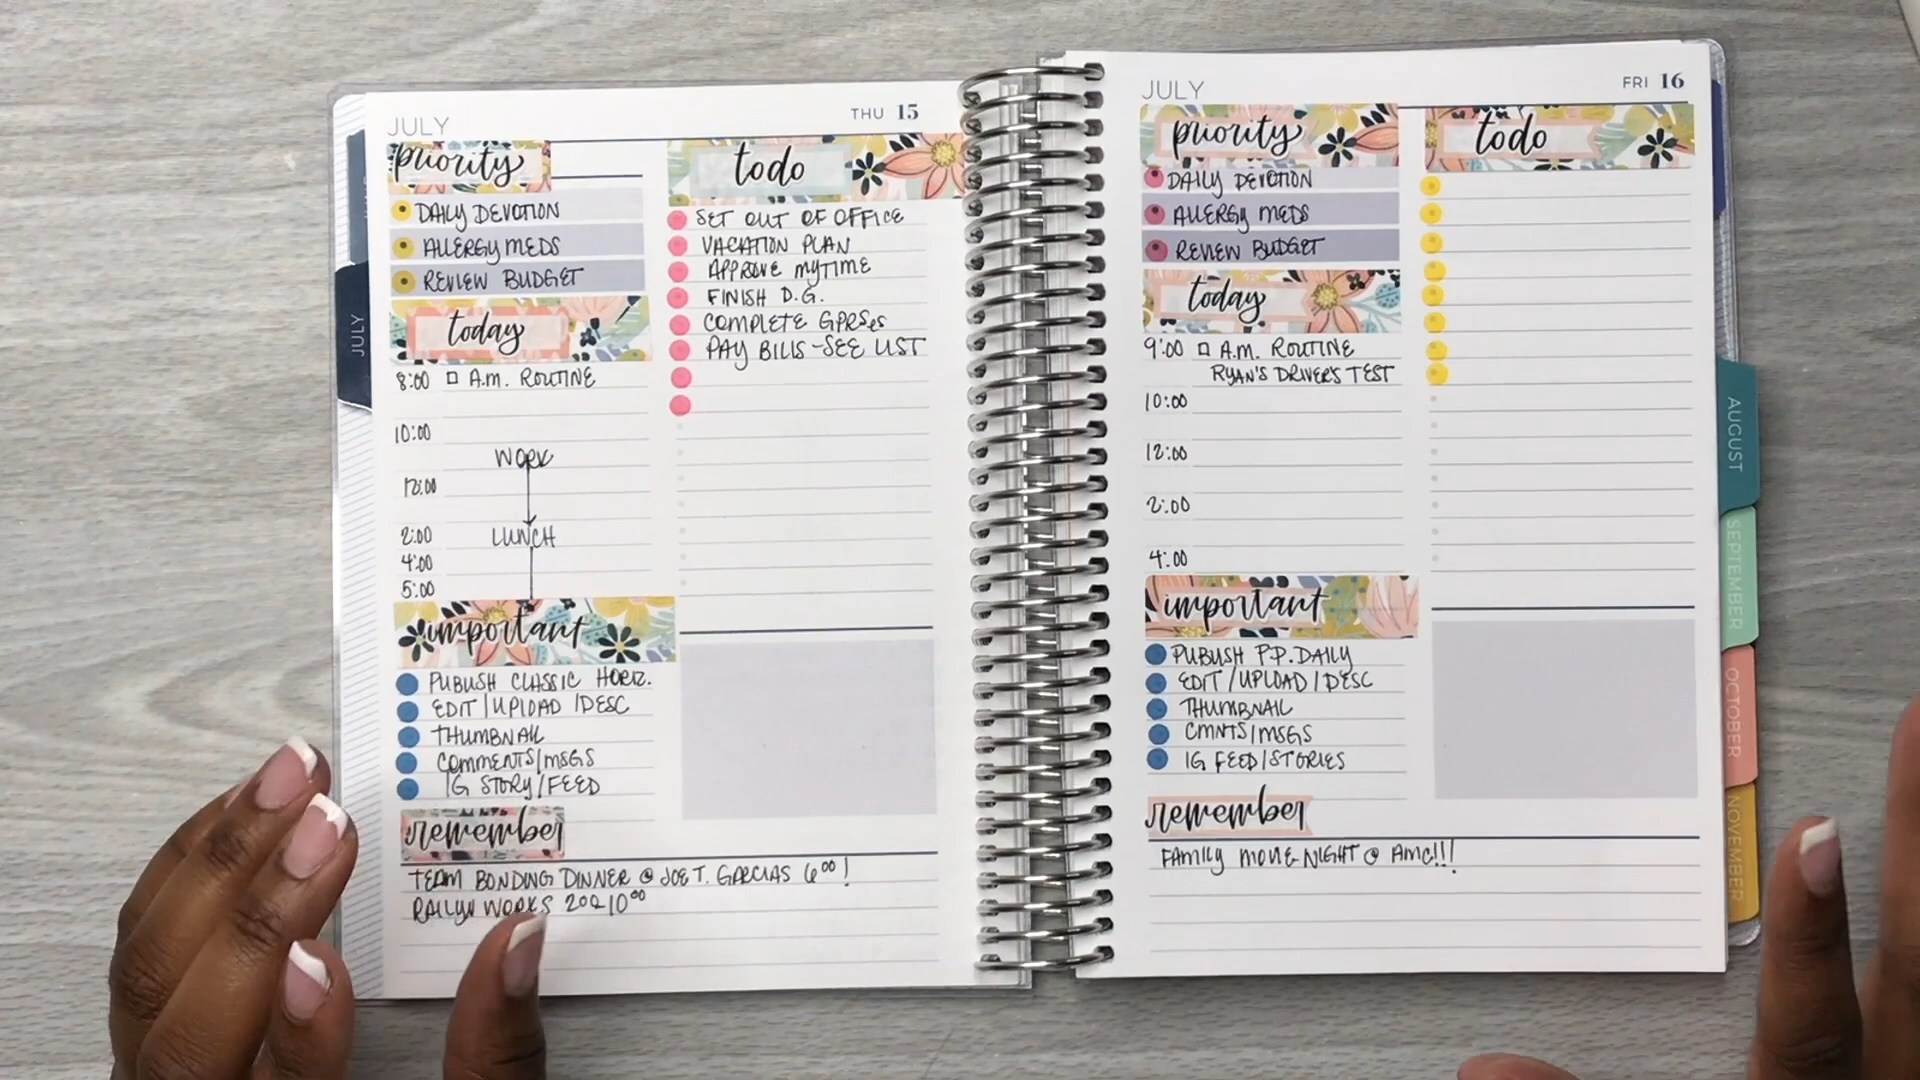 JULY
THU 15
priority
DAILY DEVOTION
ALLERGY MEDS
REVIEW BUDGET
today
8:00 A.M. ROUTINE
10:00
WORK
12:00
2:00 LUNCH
4:00
5:00
important
PUBLISH CLASSIC HORIZ.
EDIT/UPLOAD/DESC
THUMBNAIL
COMMENTS/MSGS
IG STORY/FEED
todo
SET OUT OF OFFICE
VACATION PLAN
APPROVE MYTIME
FINISH D.G.
COMPLETE GPRSes
PAY BILLS-SEE LIST
remember
TEAM BONDING DINNER @ JOE T. GARCIAS 6:00!
WORKS
JULY
JULY
FRI 16
priority
DAILY DEVOTION
ALLERGY MEDS
REVIEW BUDGET
today
9:00 A.M. ROUTINE
RYAN'S DRIVER'S TEST
10:00
12:00
2:00
4:00
important
PUBLISH P.P. DAILY
EDIT/UPLOAD/DESC
THUMBNAIL
CMNTS/MSGS
IG FEED/STORIES
todo
remember
FAMILY MOVIE NIGHT @ AMC!!!
AUGUST
SEPTEMBER
OCTOBER
NOVEMBER